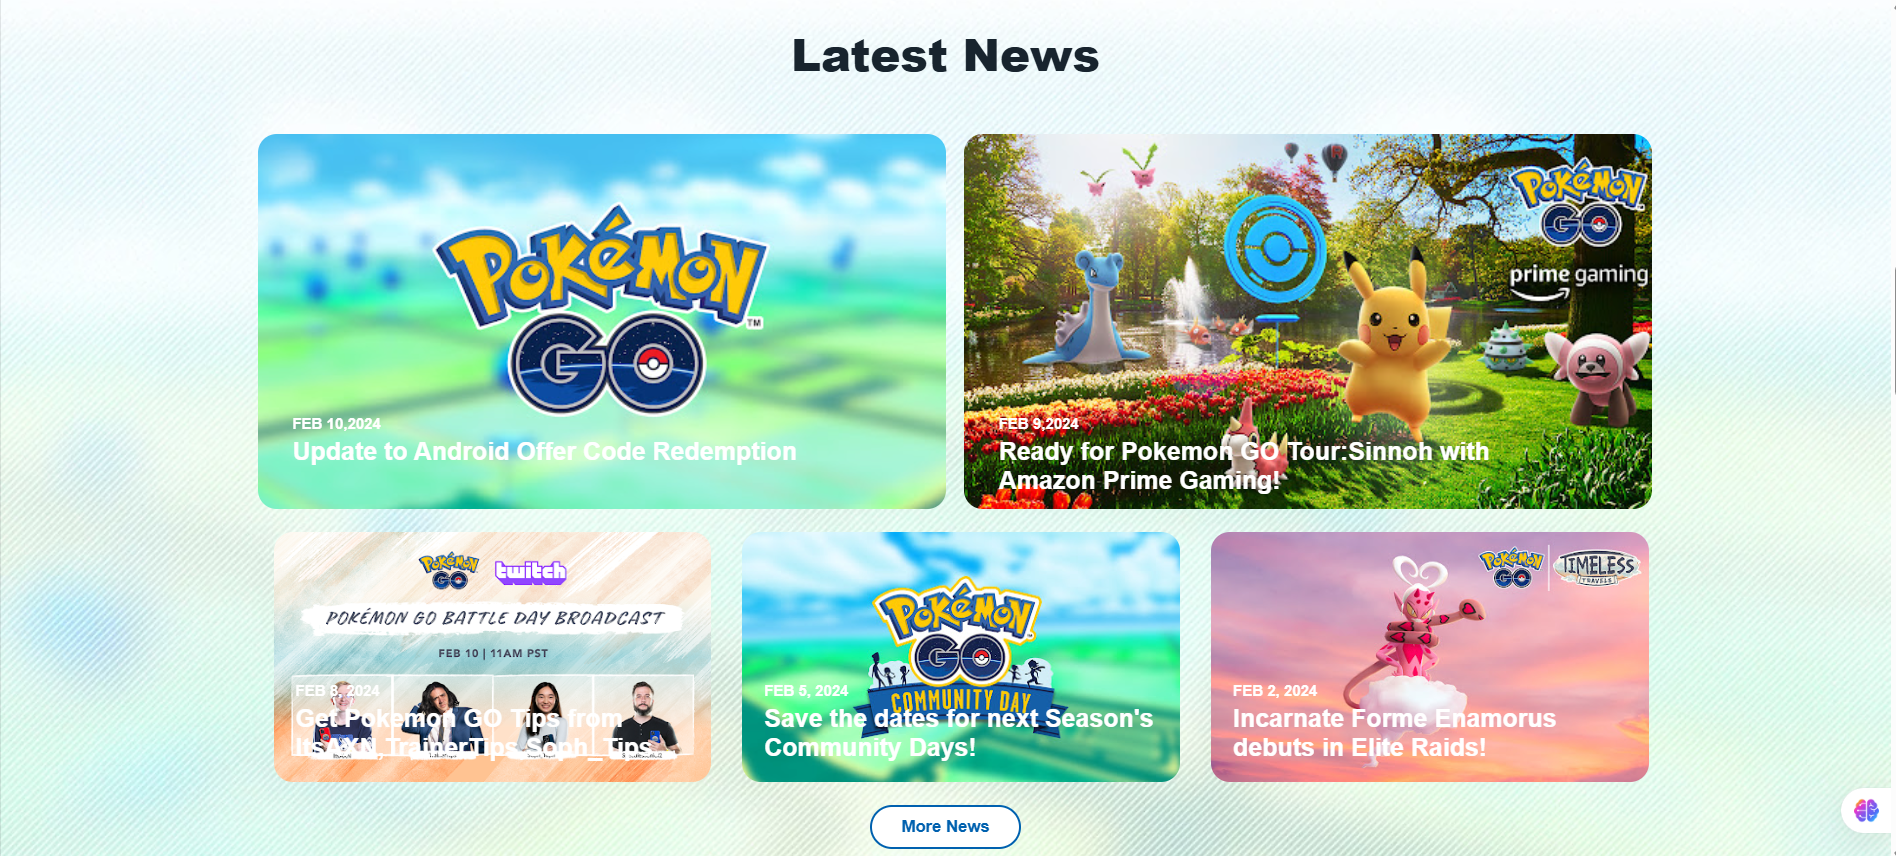 Latest News
POKÉMON
GO
TM
FEB 10,2024
Update to Android Offer Code Redemption
POKÉMON
GO
prime gaming
FEB 9,2024
Ready for Pokemon GO Tour:Sinnoh with
Amazon Prime Gaming!
POKÉMON
GO
twitch
POKÉMON GO BATTLE DAY BROADCAST
FEB 10 | 11AM PST
FEB 8, 2024
Get Pokemon GO Tips from
ItsAXN,TrainerTips,Soph_Tips...
POKÉMON
GO
COMMUNITY DAY
FEB 5, 2024
Save the dates for next Season's
Community Days!
POKÉMON
GO
TIMELESS
TRAVELS
FEB 2, 2024
Incarnate Forme Enamorus
debuts in Elite Raids!
More News